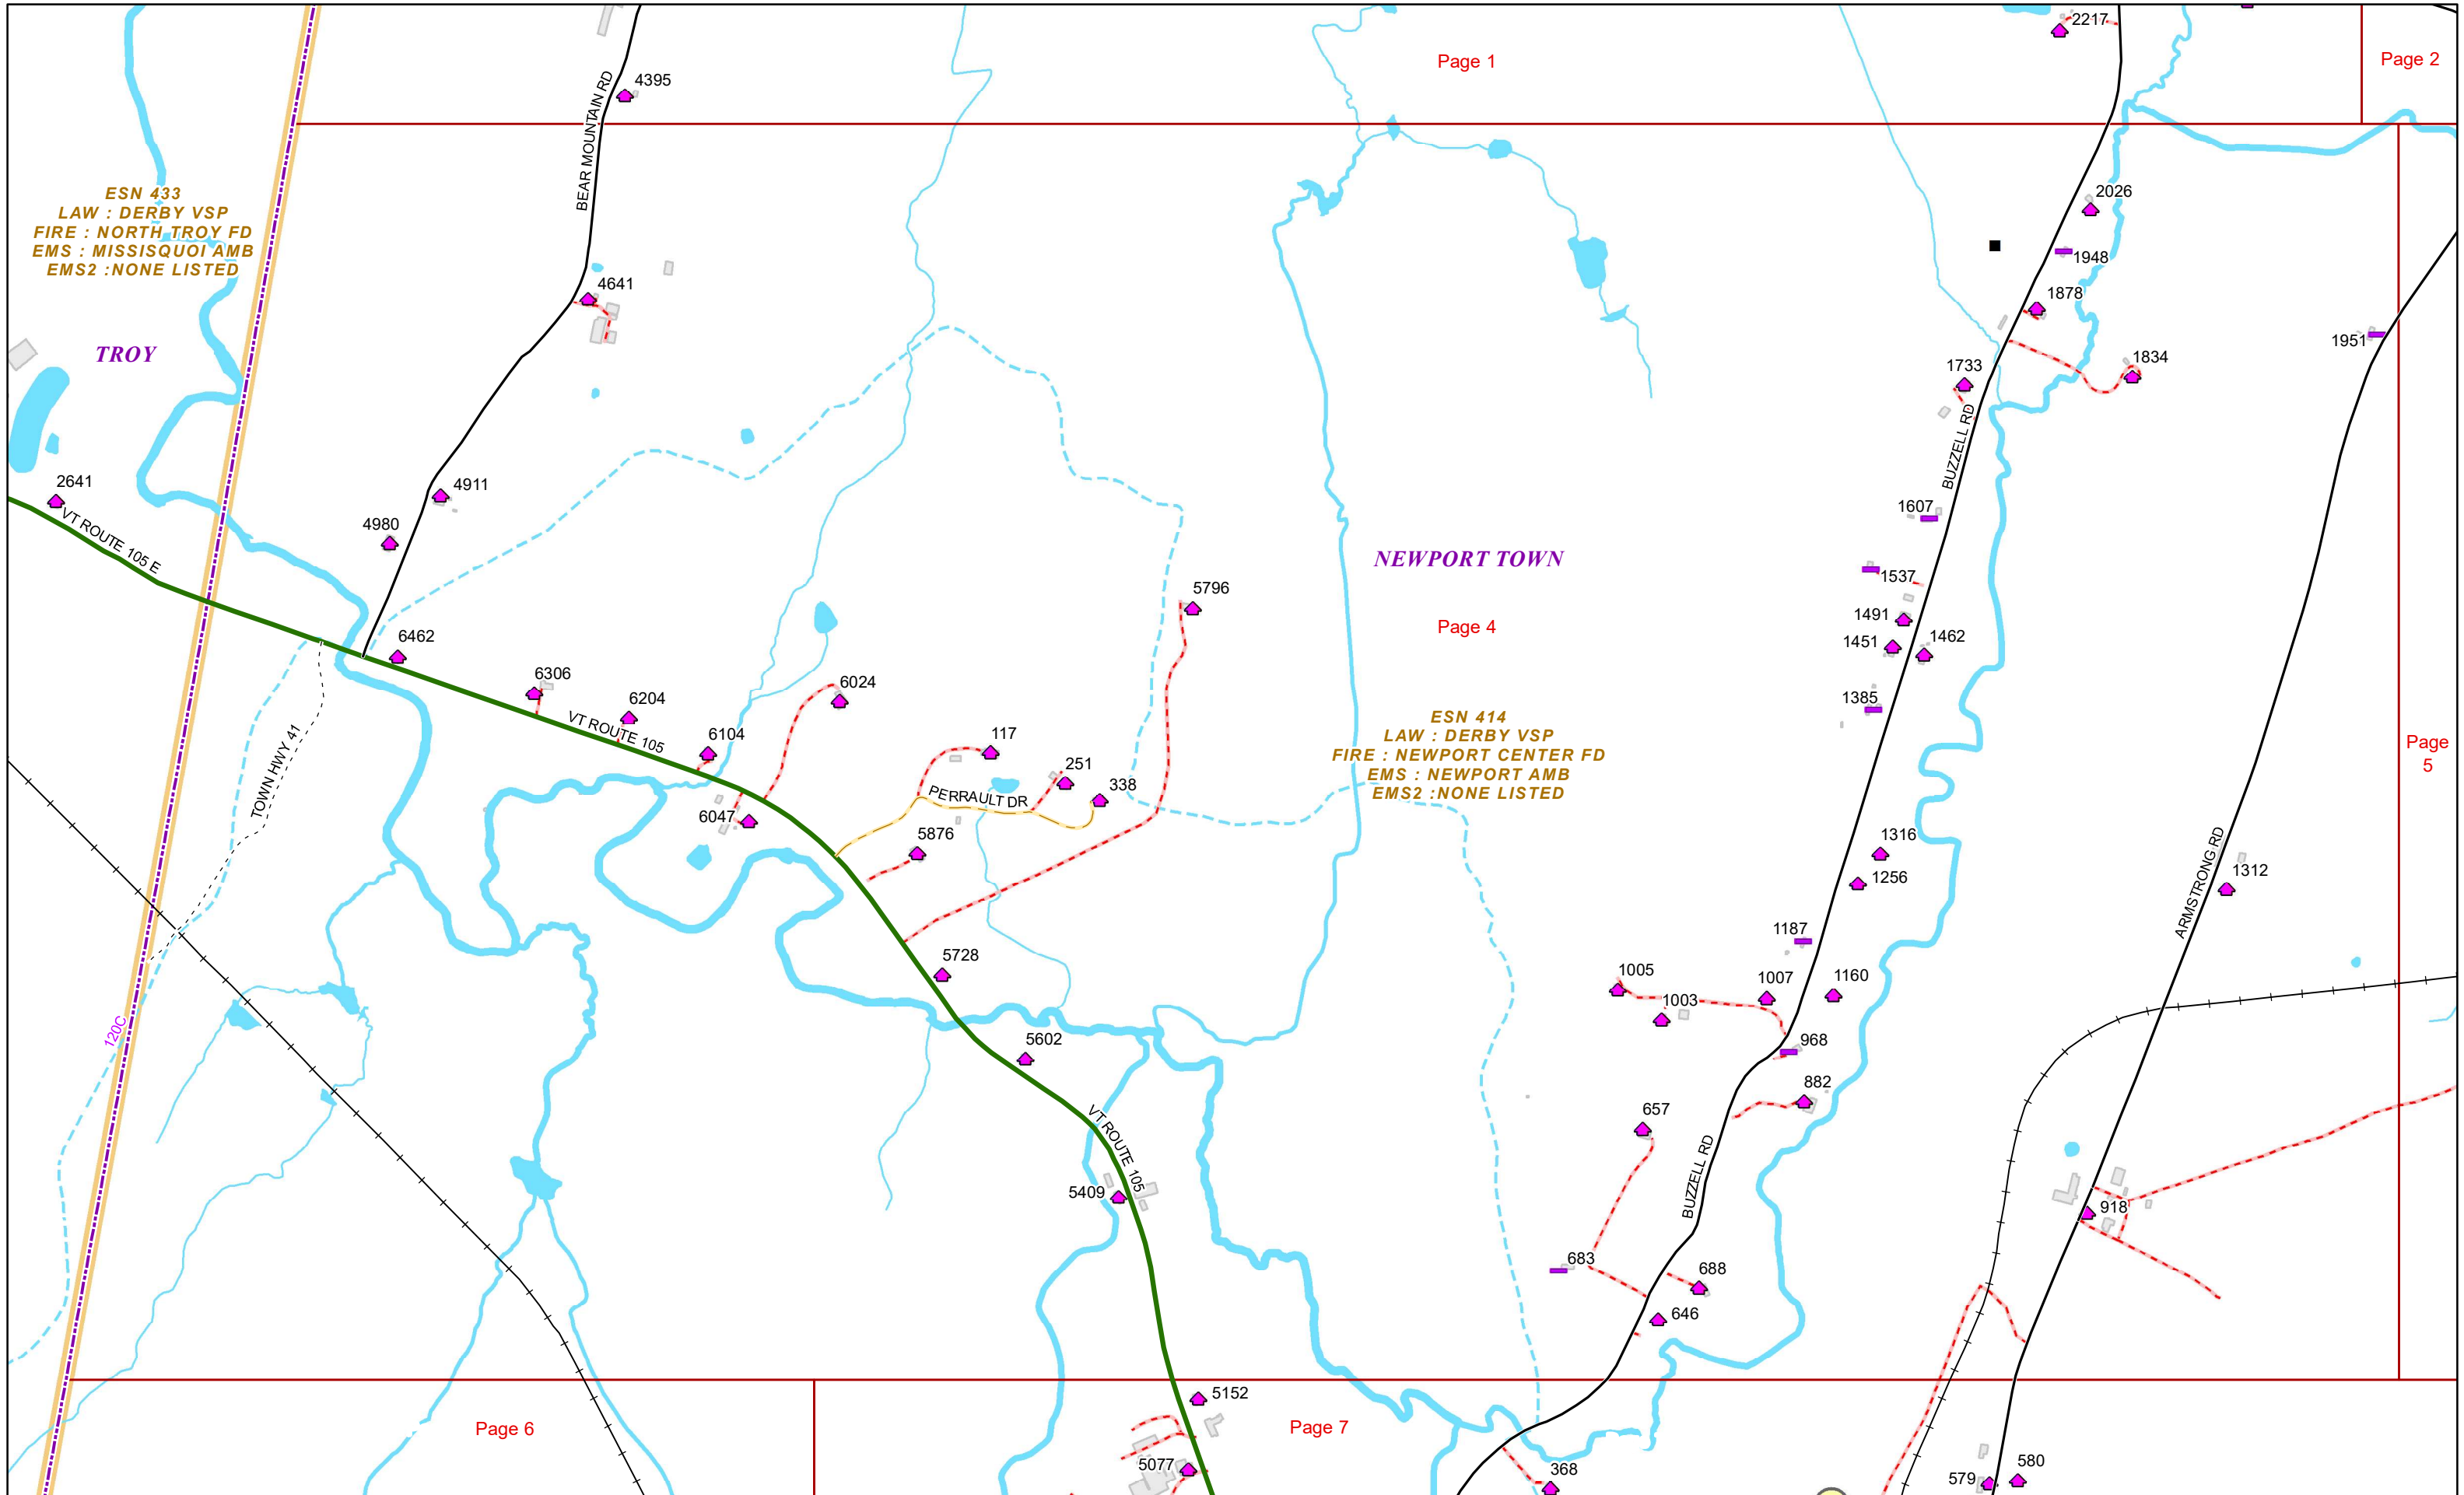 2217
Page 1
Page 2
4395
BEAR MOUNTAIN RD
ESN 433
LAW : DERBY VSP
FIRE : NORTH TROY FD
EMS : MISSISQUOI AMB
EMS2 :NONE LISTED
2026
1948
4641
1878
TROY
1951
1834
1733
BUZZELL RD
2641
4911
1607
VT ROUTE 105 E
4980
NEWPORT TOWN
1537
5796
Page 4
1491
1451
1462
6462
6306
6024
6204
1385
VT ROUTE 105
6104
117
ESN 414
LAW : DERBY VSP
FIRE : NEWPORT CENTER FD
EMS : NEWPORT AMB
EMS2 :NONE LISTED
Page
5
TOWN HWY 41
251
338
PERRAULT DR
6047
5876
1316
1256
1312
ARMSTRONG RD
1187
5728
1005
1007
1160
1003
120C
5602
968
882
657
VT ROUTE 105
BUZZELL RD
5409
918
683
688
646
5152
Page 6
Page 7
5077
368
579
580